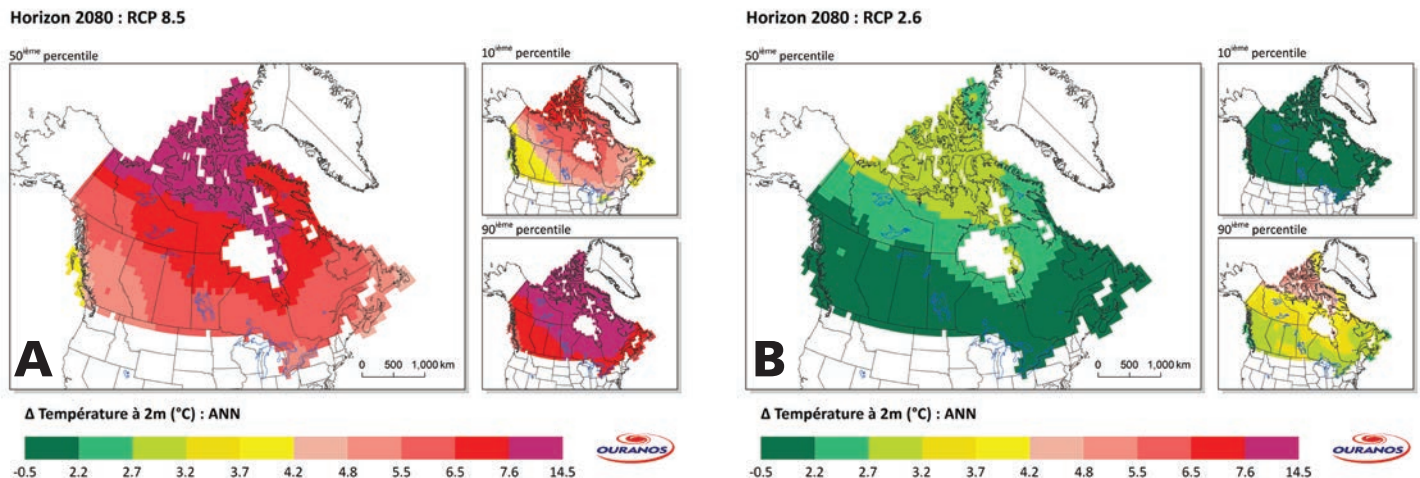 Horizon 2080 : RCP 8.5
50ième percentile
10ième percentile
90ième percentile
A
0 500 1,000 km
Δ Température à 2m (°C) : ANN
-0.5 2.2 2.7 3.2 3.7 4.2 4.8 5.5 6.5 7.6 14.5
OURANOS
Horizon 2080 : RCP 2.6
50ième percentile
10ième percentile
90ième percentile
B
0 500 1,000 km
Δ Température à 2m (°C) : ANN
-0.5 2.2 2.7 3.2 3.7 4.2 4.8 5.5 6.5 7.6 14.5
OURANOS